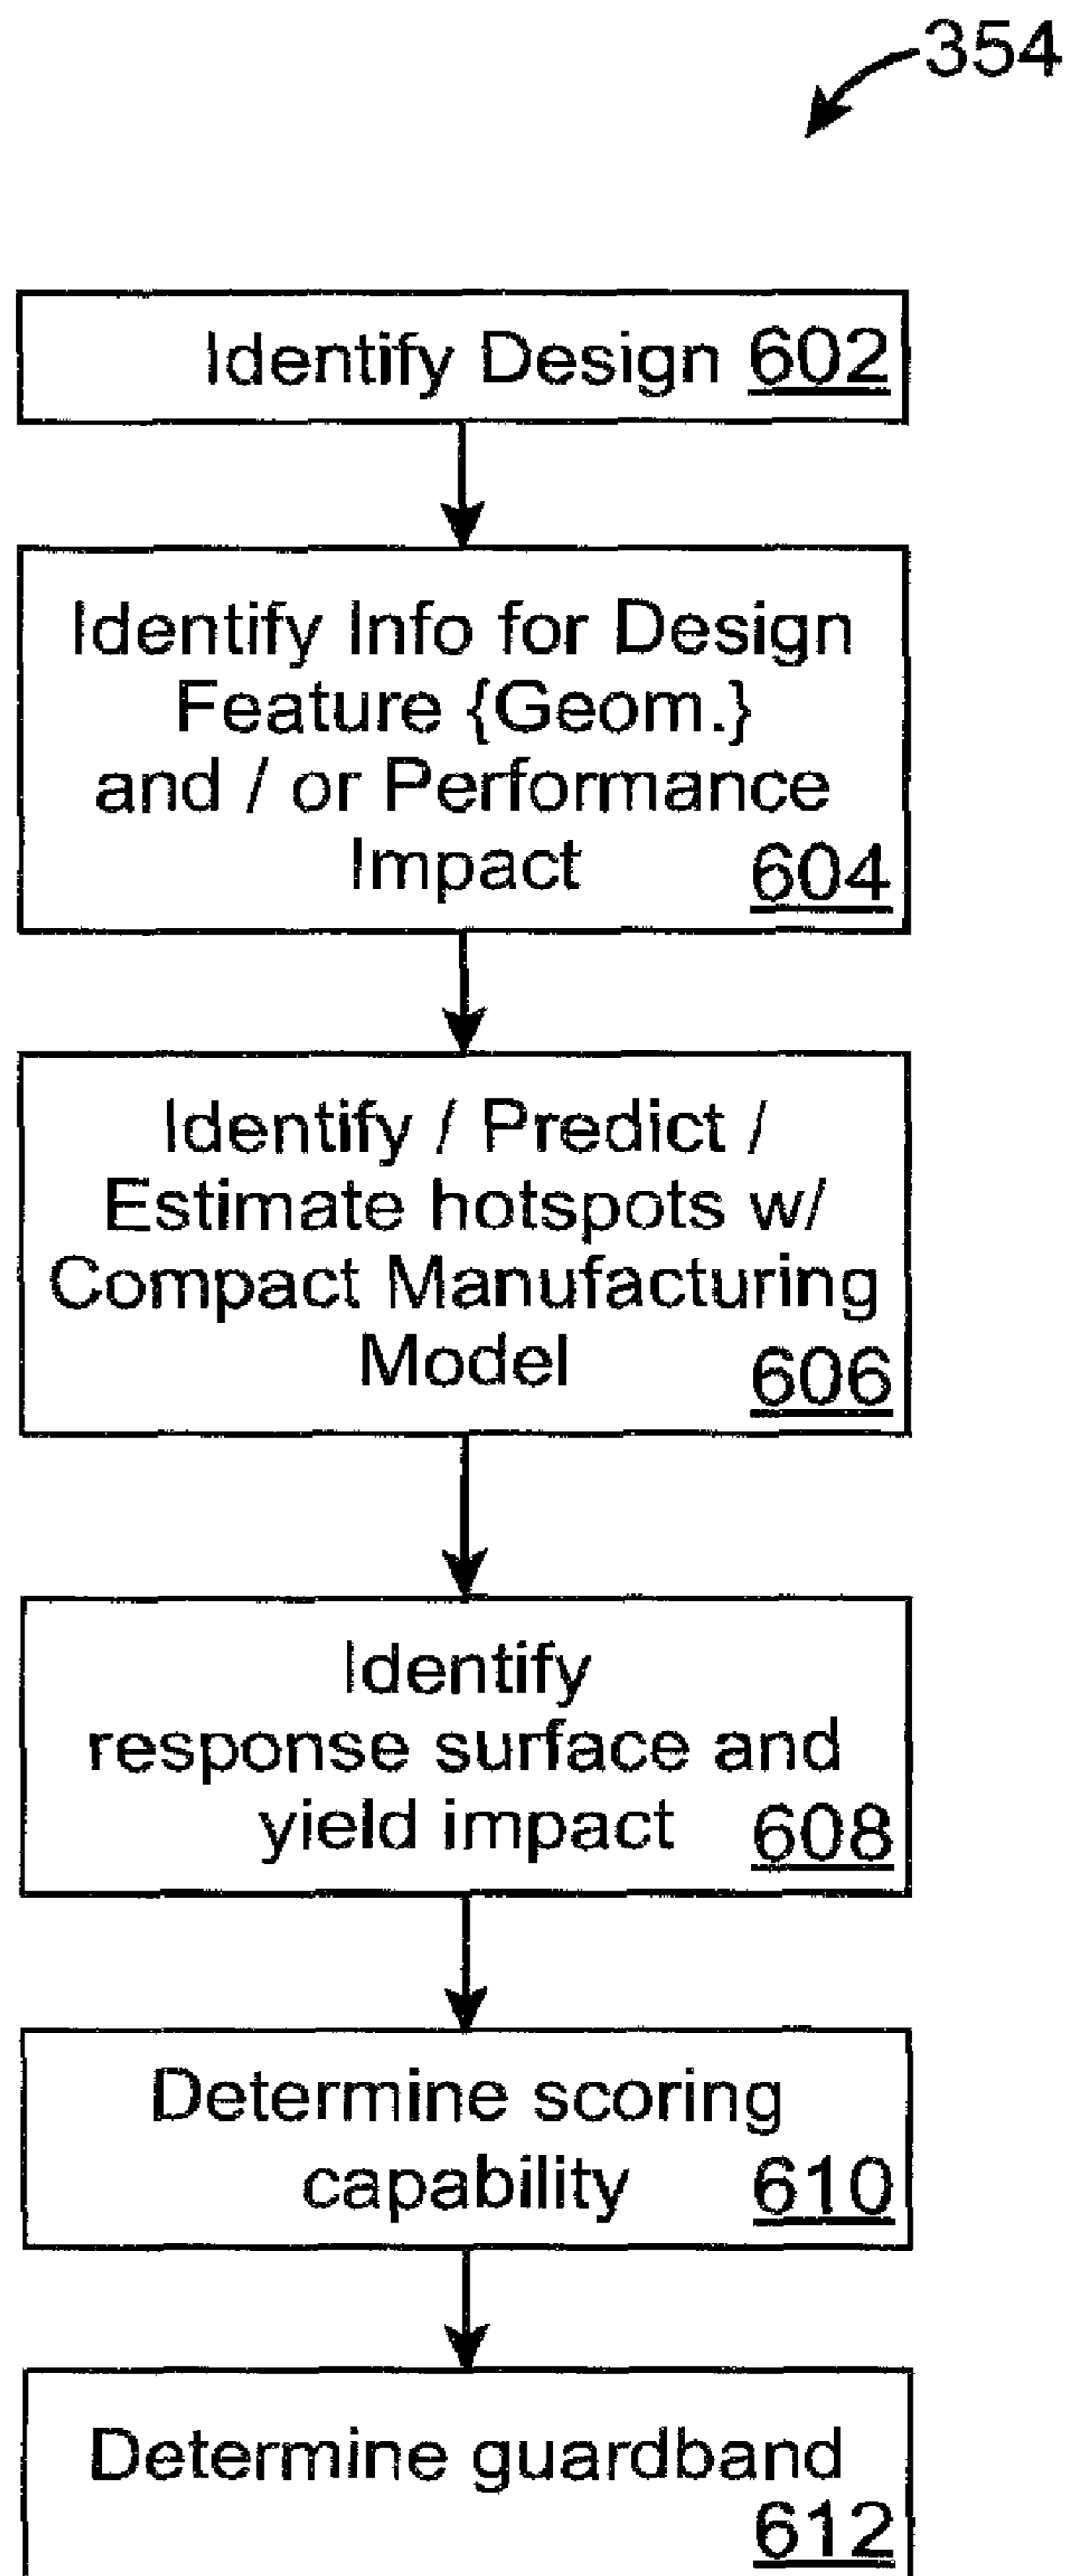 354
Identify Design 602
Identify Info for Design
Feature {Geom.}
and / or Performance
Impact 604
Identify / Predict /
Estimate hotspots w/
Compact Manufacturing
Model 606
Identify
response surface and
yield impact 608
Determine scoring
capability 610
Determine guardband
612